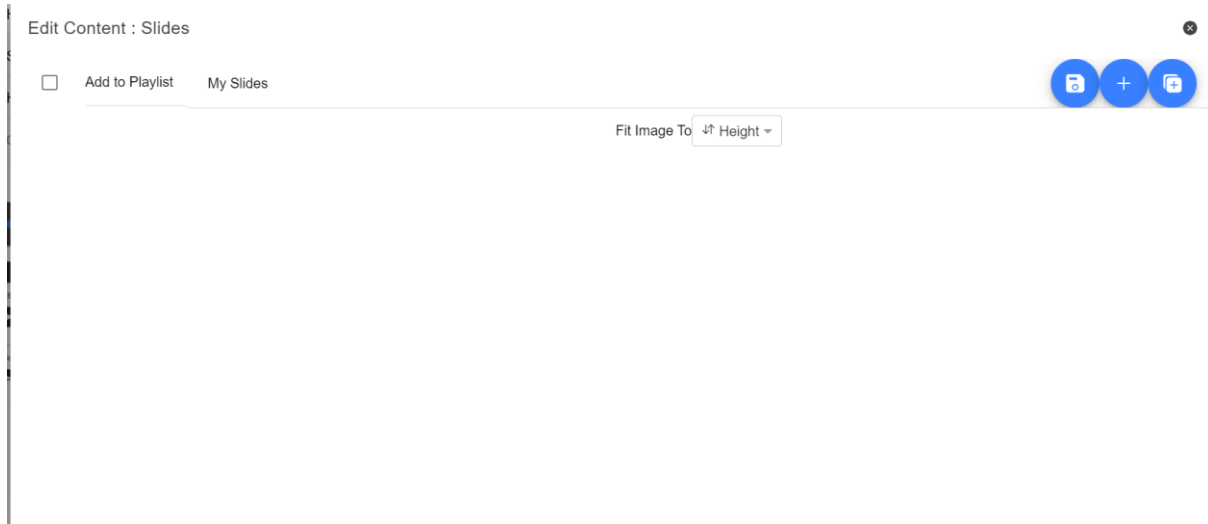 Edit Content : Slides
Add to Playlist
My Slides
Fit Image To
Height